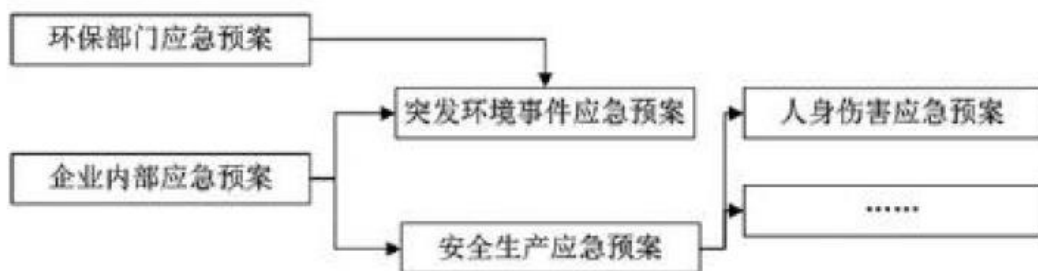 环保部门应急预案
突发环境事件应急预案
人身伤害应急预案
企业内部应急预案
……
安全生产应急预案